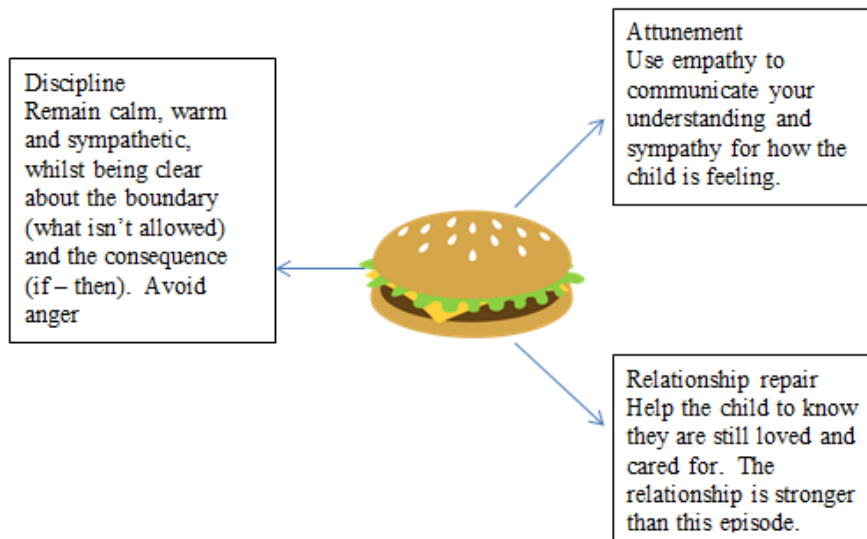 Discipline
Remain calm, warm
and sympathetic,
whilst being clear
about the boundary
(what isn’t allowed)
and the consequence
(if – then).  Avoid
anger
Attunement
Use empathy to
communicate your
understanding and
sympathy for how the
child is feeling.
Relationship repair
Help the child to know
they are still loved and
cared for.  The
relationship is stronger
than this episode.